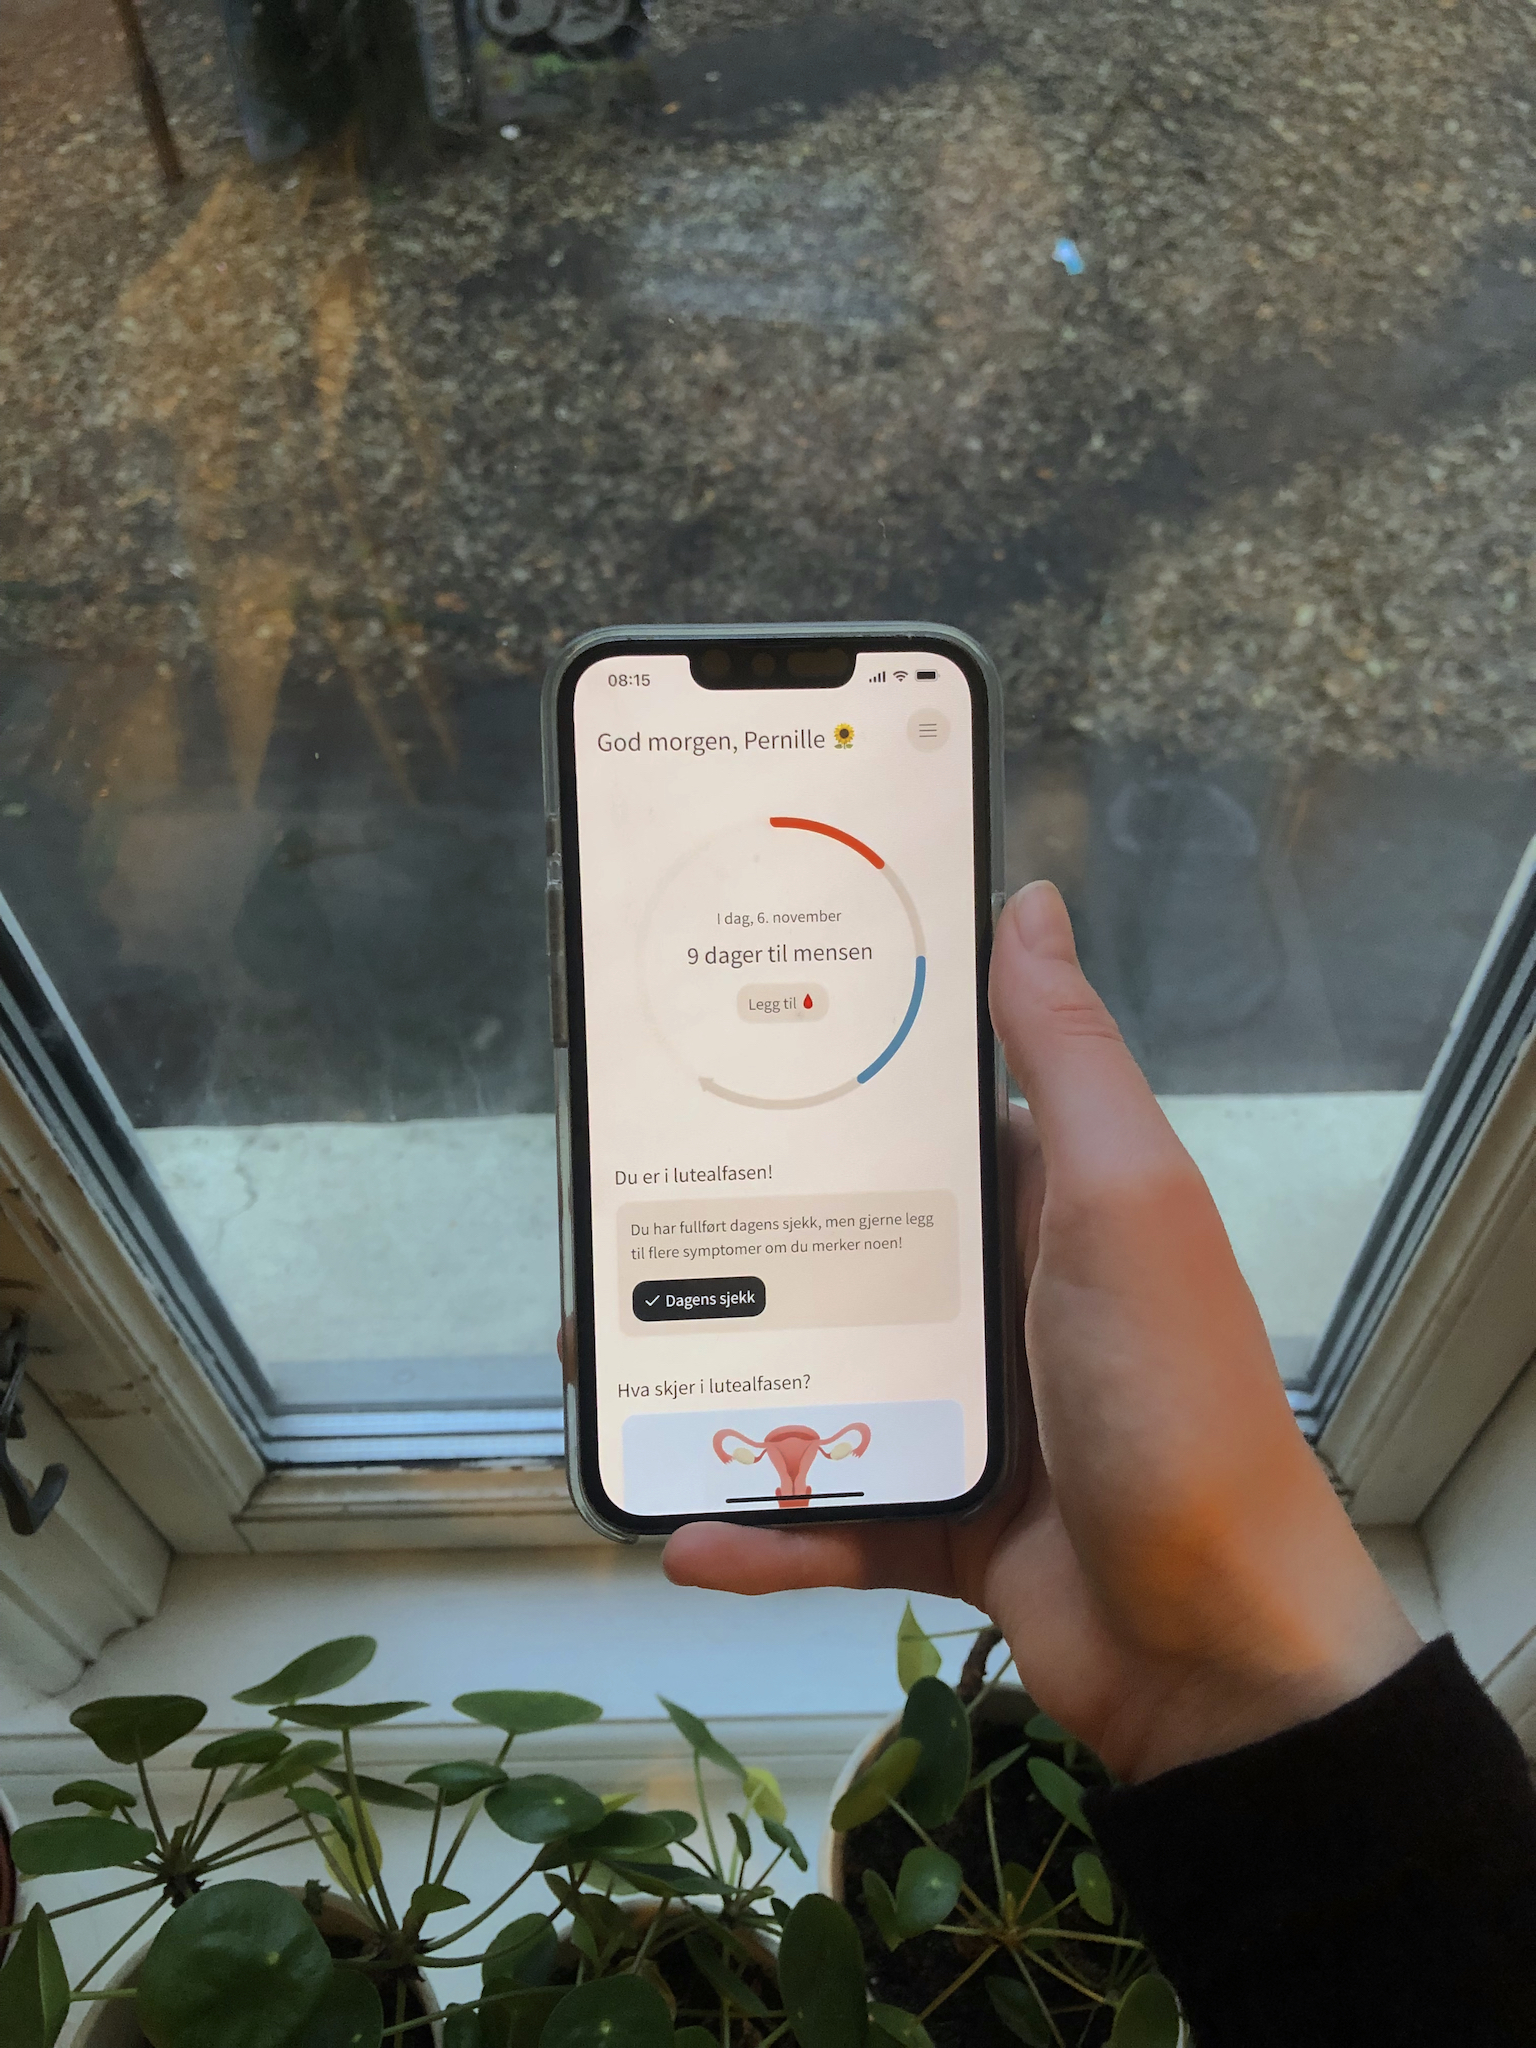 08:15
God morgen, Pernille 🌻
I dag, 6. november
9 dager til mensen
Legg til 🩸
Du er i lutealfasen!
Du har fullført dagens sjekk, men gjerne legg
til flere symptomer om du merker noen!
✓ Dagens sjekk
Hva skjer i lutealfasen?